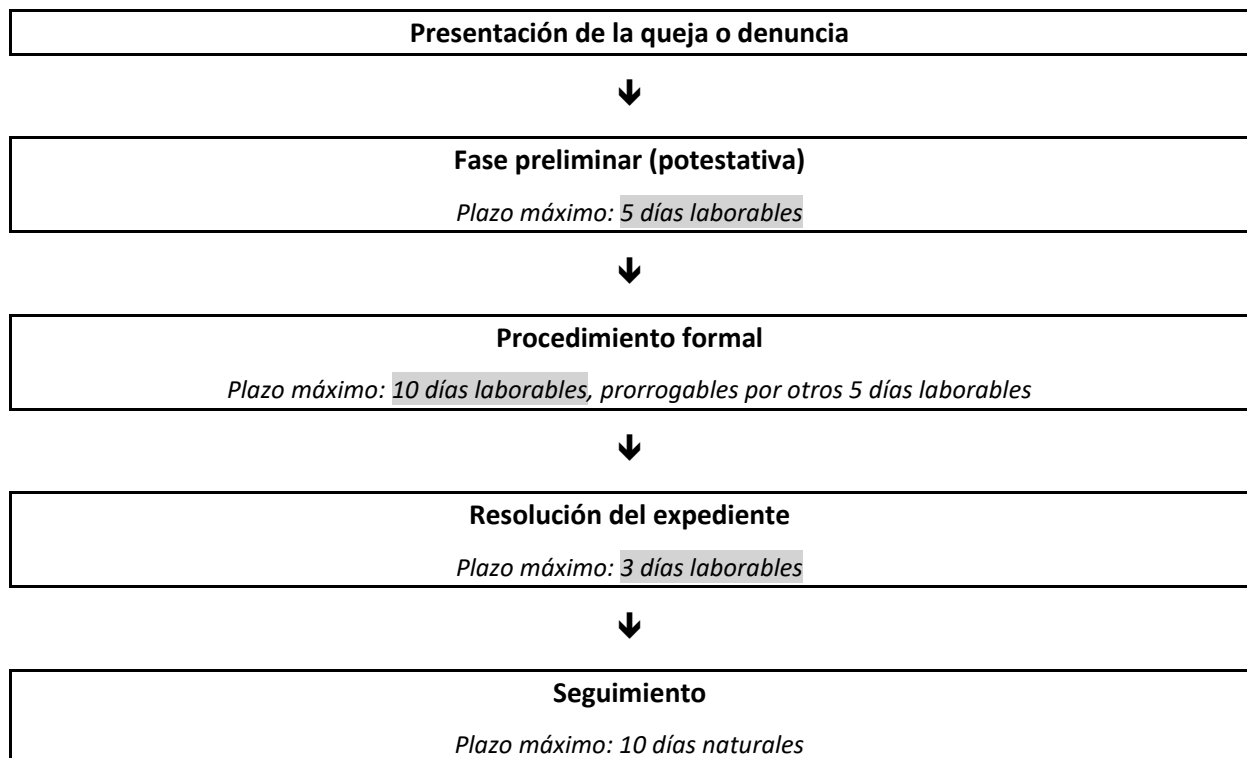 Presentación de la queja o denuncia
Fase preliminar (potestativa)
Plazo máximo: 5 días laborables
Procedimiento formal
Plazo máximo: 10 días laborables, prorrogables por otros 5 días laborables
Resolución del expediente
Plazo máximo: 3 días laborables
Seguimiento
Plazo máximo: 10 días naturales